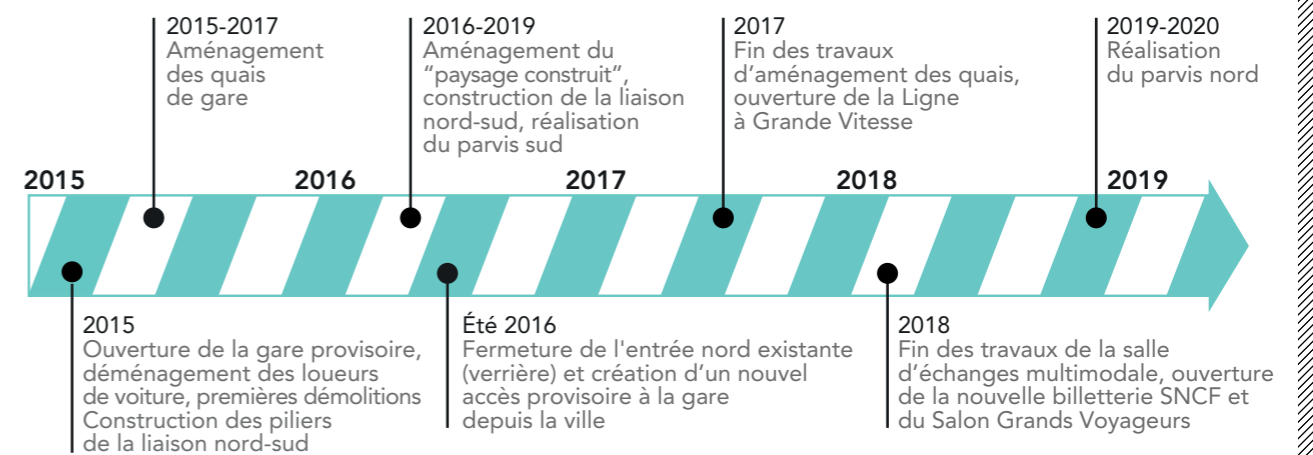 2015-2017
Aménagement
des quais
de gare
2016-2019
Aménagement du
“paysage construit”,
construction de la liaison
nord-sud, réalisation
du parvis sud
2017
Fin des travaux
d’aménagement des quais,
ouverture de la Ligne
à Grande Vitesse
2019-2020
Réalisation
du parvis nord
2015
2016
2017
2018
2019
2015
Ouverture de la gare provisoire,
déménagement des loueurs
de voiture, premières démolitions
Construction des piliers
de la liaison nord-sud
Été 2016
Fermeture de l'entrée nord existante
(verrière) et création d’un nouvel
accès provisoire à la gare
depuis la ville
2018
Fin des travaux de la salle
d’échanges multimodale, ouverture
de la nouvelle billetterie SNCF et
du Salon Grands Voyageurs